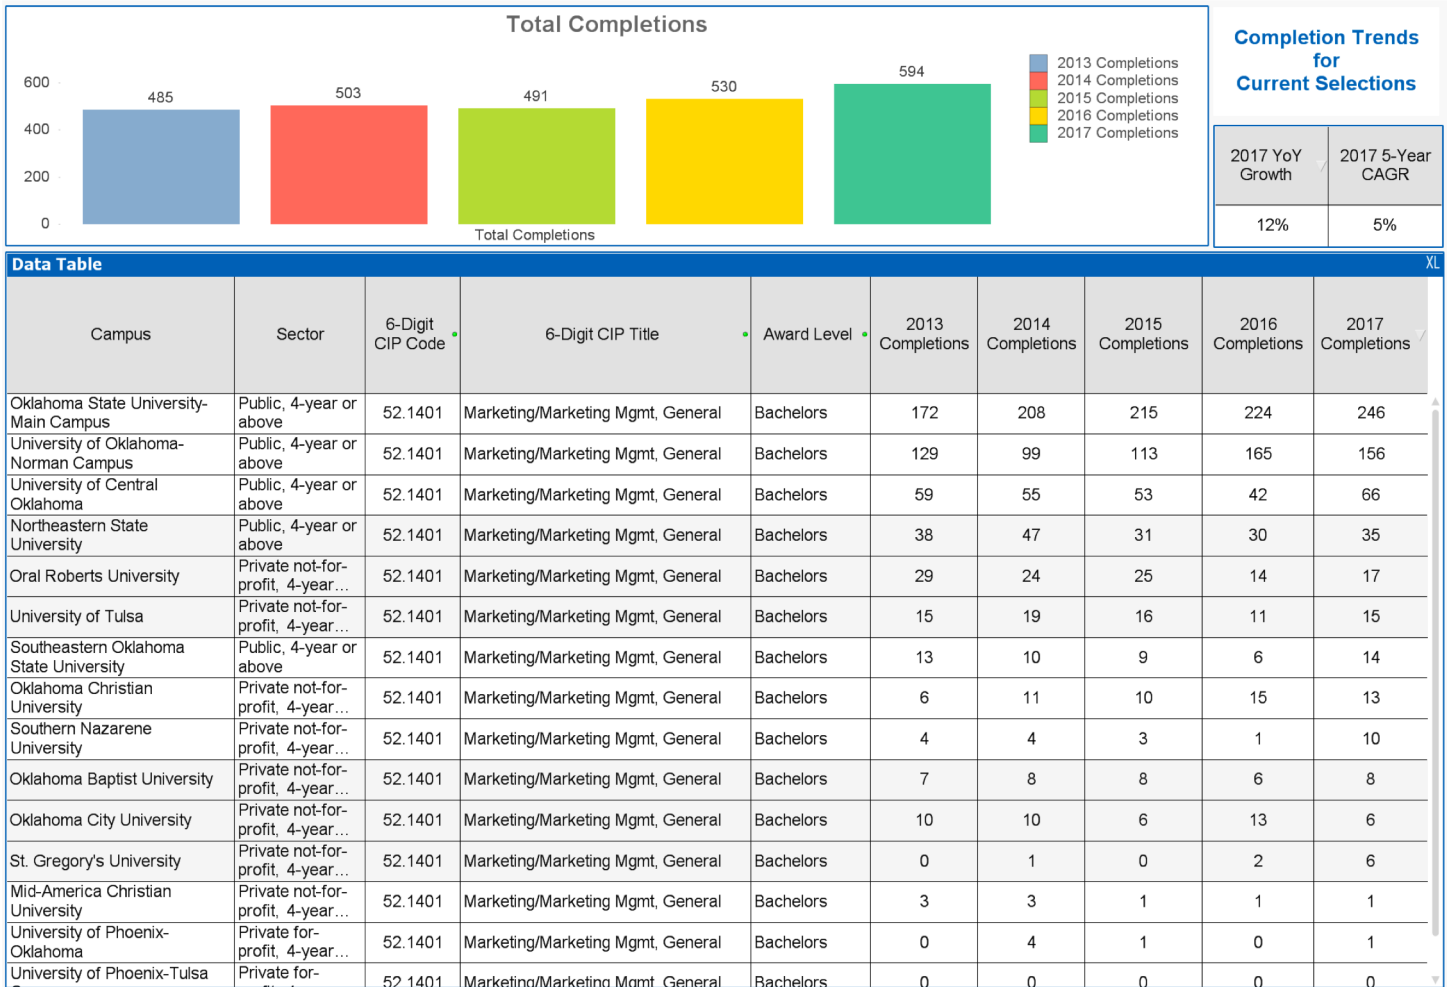 Total Completions
600
400
200
0
485
503
491
530
594
Total Completions
2013 Completions
2014 Completions
2015 Completions
2016 Completions
2017 Completions
Completion Trends
for
Current Selections
2017 YoY Growth 2017 5-Year CAGR
12% 5%
Data Table XL
Campus Sector 6-Digit CIP Code 6-Digit CIP Title Award Level 2013 Completions 2014 Completions 2015 Completions 2016 Completions 2017 Completions
Oklahoma State University-Main Campus Public, 4-year or above 52.1401 Marketing/Marketing Mgmt, General Bachelors 172 208 215 224 246
University of Oklahoma-Norman Campus Public, 4-year or above 52.1401 Marketing/Marketing Mgmt, General Bachelors 129 99 113 165 156
University of Central Oklahoma Public, 4-year or above 52.1401 Marketing/Marketing Mgmt, General Bachelors 59 55 53 42 66
Northeastern State University Public, 4-year or above 52.1401 Marketing/Marketing Mgmt, General Bachelors 38 47 31 30 35
Oral Roberts University Private not-for-profit, 4-year... 52.1401 Marketing/Marketing Mgmt, General Bachelors 29 24 25 14 17
University of Tulsa Private not-for-profit, 4-year... 52.1401 Marketing/Marketing Mgmt, General Bachelors 15 19 16 11 15
Southeastern Oklahoma State University Public, 4-year or above 52.1401 Marketing/Marketing Mgmt, General Bachelors 13 10 9 6 14
Oklahoma Christian University Private not-for-profit, 4-year... 52.1401 Marketing/Marketing Mgmt, General Bachelors 6 11 10 15 13
Southern Nazarene University Private not-for-profit, 4-year... 52.1401 Marketing/Marketing Mgmt, General Bachelors 4 4 3 1 10
Oklahoma Baptist University Private not-for-profit, 4-year... 52.1401 Marketing/Marketing Mgmt, General Bachelors 7 8 8 6 8
Oklahoma City University Private not-for-profit, 4-year... 52.1401 Marketing/Marketing Mgmt, General Bachelors 10 10 6 13 6
St. Gregory's University Private not-for-profit, 4-year... 52.1401 Marketing/Marketing Mgmt, General Bachelors 0 1 0 2 6
Mid-America Christian University Private not-for-profit, 4-year... 52.1401 Marketing/Marketing Mgmt, General Bachelors 3 3 1 1 1
University of Phoenix-Oklahoma Private for-profit, 4-year... 52.1401 Marketing/Marketing Mgmt, General Bachelors 0 4 1 0 1
University of Phoenix-Tulsa Private for- 52.1401 Marketing/Marketing Mgmt, General Bachelors 0 0 0 0 0